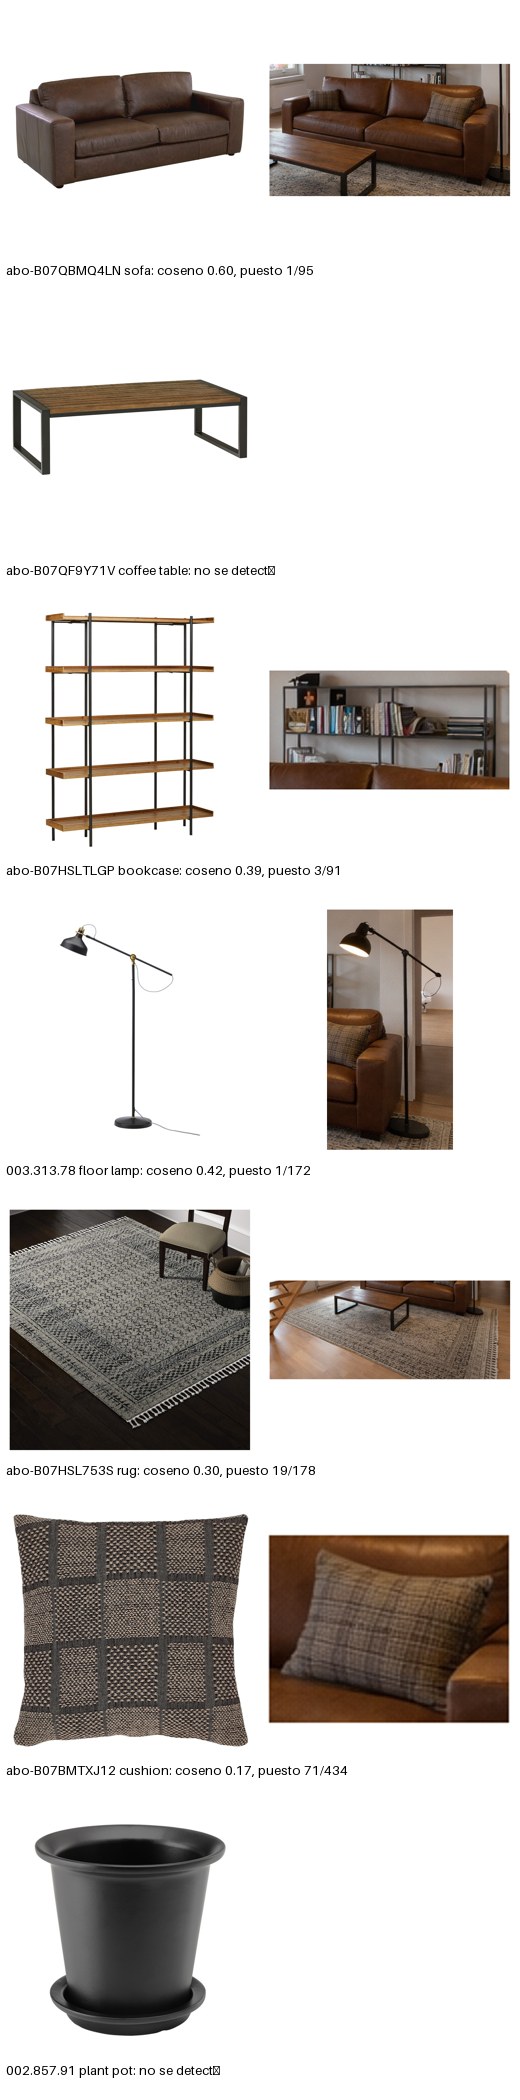 abo-B07QBMQ4LN sofa: coseno 0.60, puesto 1/95
abo-B07QF9Y71V coffee table: no se detect▯
abo-B07HSLTLGP bookcase: coseno 0.39, puesto 3/91
003.313.78 floor lamp: coseno 0.42, puesto 1/172
abo-B07HSL753S rug: coseno 0.30, puesto 19/178
abo-B07BMTXJ12 cushion: coseno 0.17, puesto 71/434
002.857.91 plant pot: no se detect▯